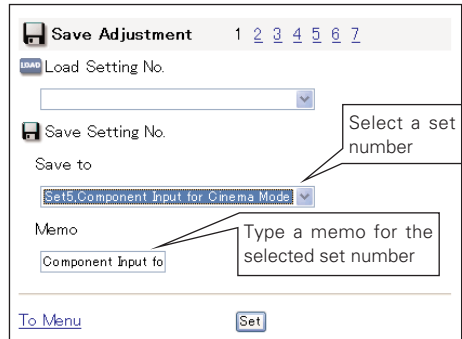 Save Adjustment 1 2 3 4 5 6 7
LOAD Load Setting No.
Save Setting No.
Select a set
number
Save to
Set5,Component Input for Cinema Mode
Memo
Type a memo for the
selected set number
Component Input fo
To Menu Set